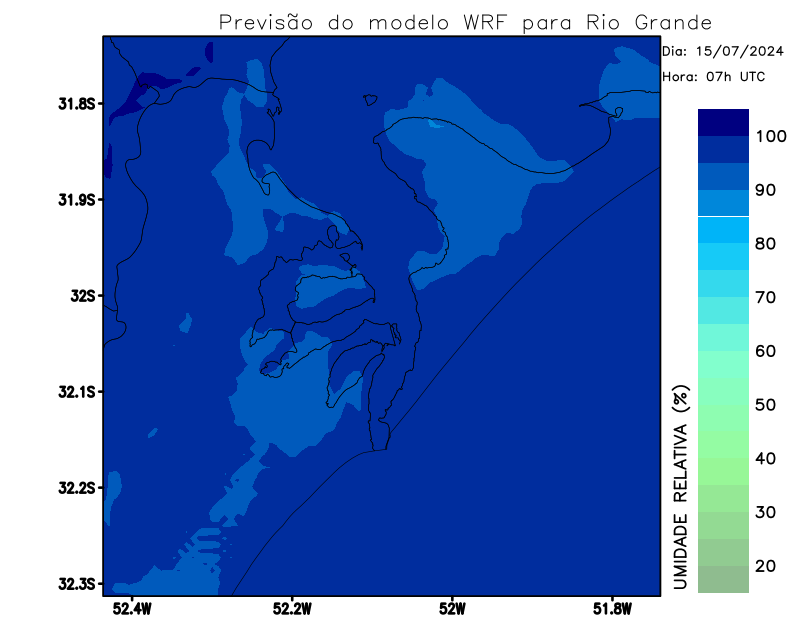 Previsão do modelo WRF para Rio Grande
Dia: 15/07/2024
Hora: 07h UTC
31.8S
31.9S
32S
32.1S
32.2S
32.3S
52.4W
52.2W
52W
51.8W
100
90
80
70
60
50
40
30
20
UMIDADE RELATIVA (%)